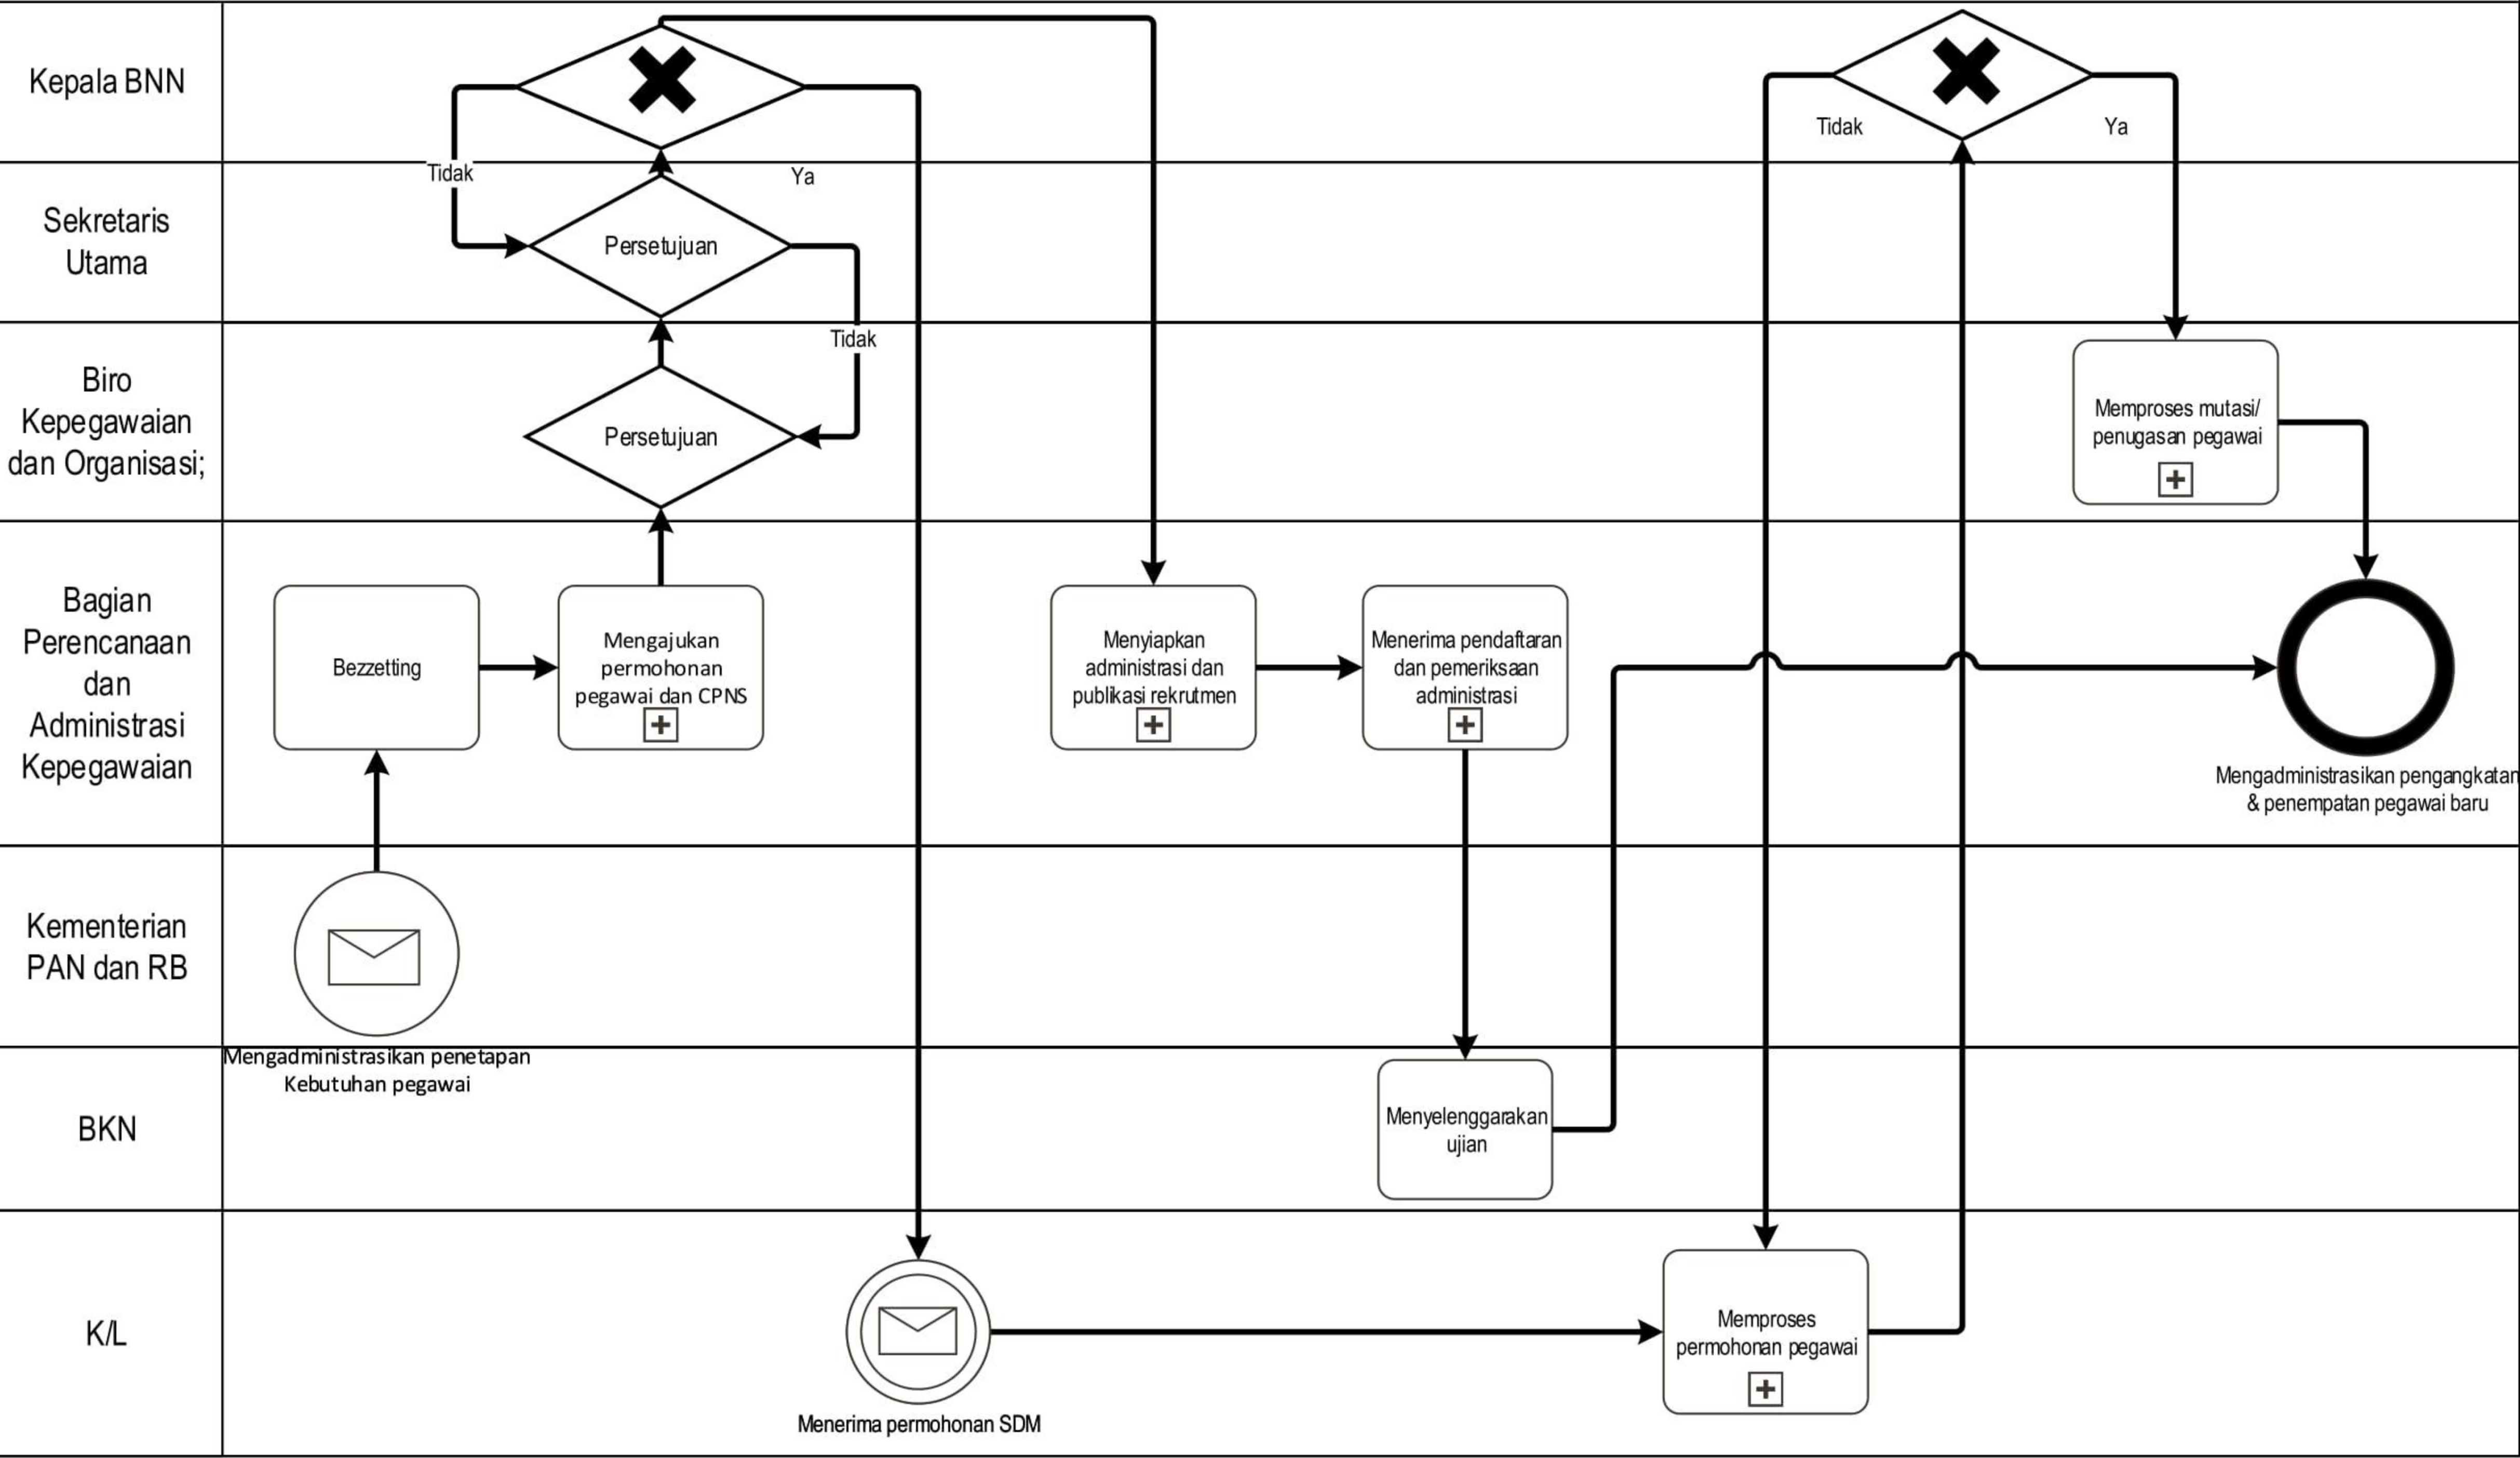 Kepala BNN
Tidak
Ya
Tidak
Ya
Sekretaris
Utama
Persetujuan
Tidak
Biro
Kepegawaian
dan Organisasi;
Persetujuan
Memproses mutasi/
penugasan pegawai
Bagian
Perencanaan
dan
Administrasi
Kepegawaian
Bezzetting
Mengajukan
permohonan
pegawai dan CPNS
Menyiapkan
administrasi dan
publikasi rekrutmen
Menerima pendaftaran
dan pemeriksaan
administrasi
Mengadministrasikan pengangkatan
& penempatan pegawai baru
Kementerian
PAN dan RB
Mengadministrasikan penetapan
Kebutuhan pegawai
BKN
Menyelenggarakan
ujian
K/L
Menerima permohonan SDM
Memproses
permohonan pegawai